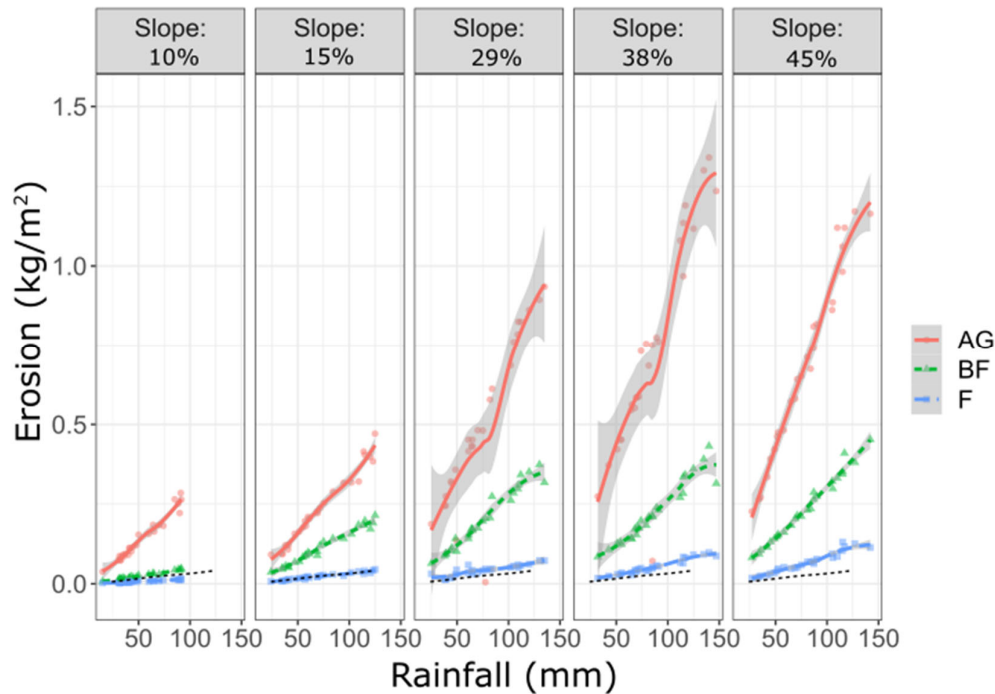 Slope: 10%
Slope: 15%
Slope: 29%
Slope: 38%
Slope: 45%
Erosion (kg/m²)
1.5
1.0
0.5
0.0
50 100 150
50 100 150
50 100 150
50 100 150
50 100 150
Rainfall (mm)
AG
BF
F